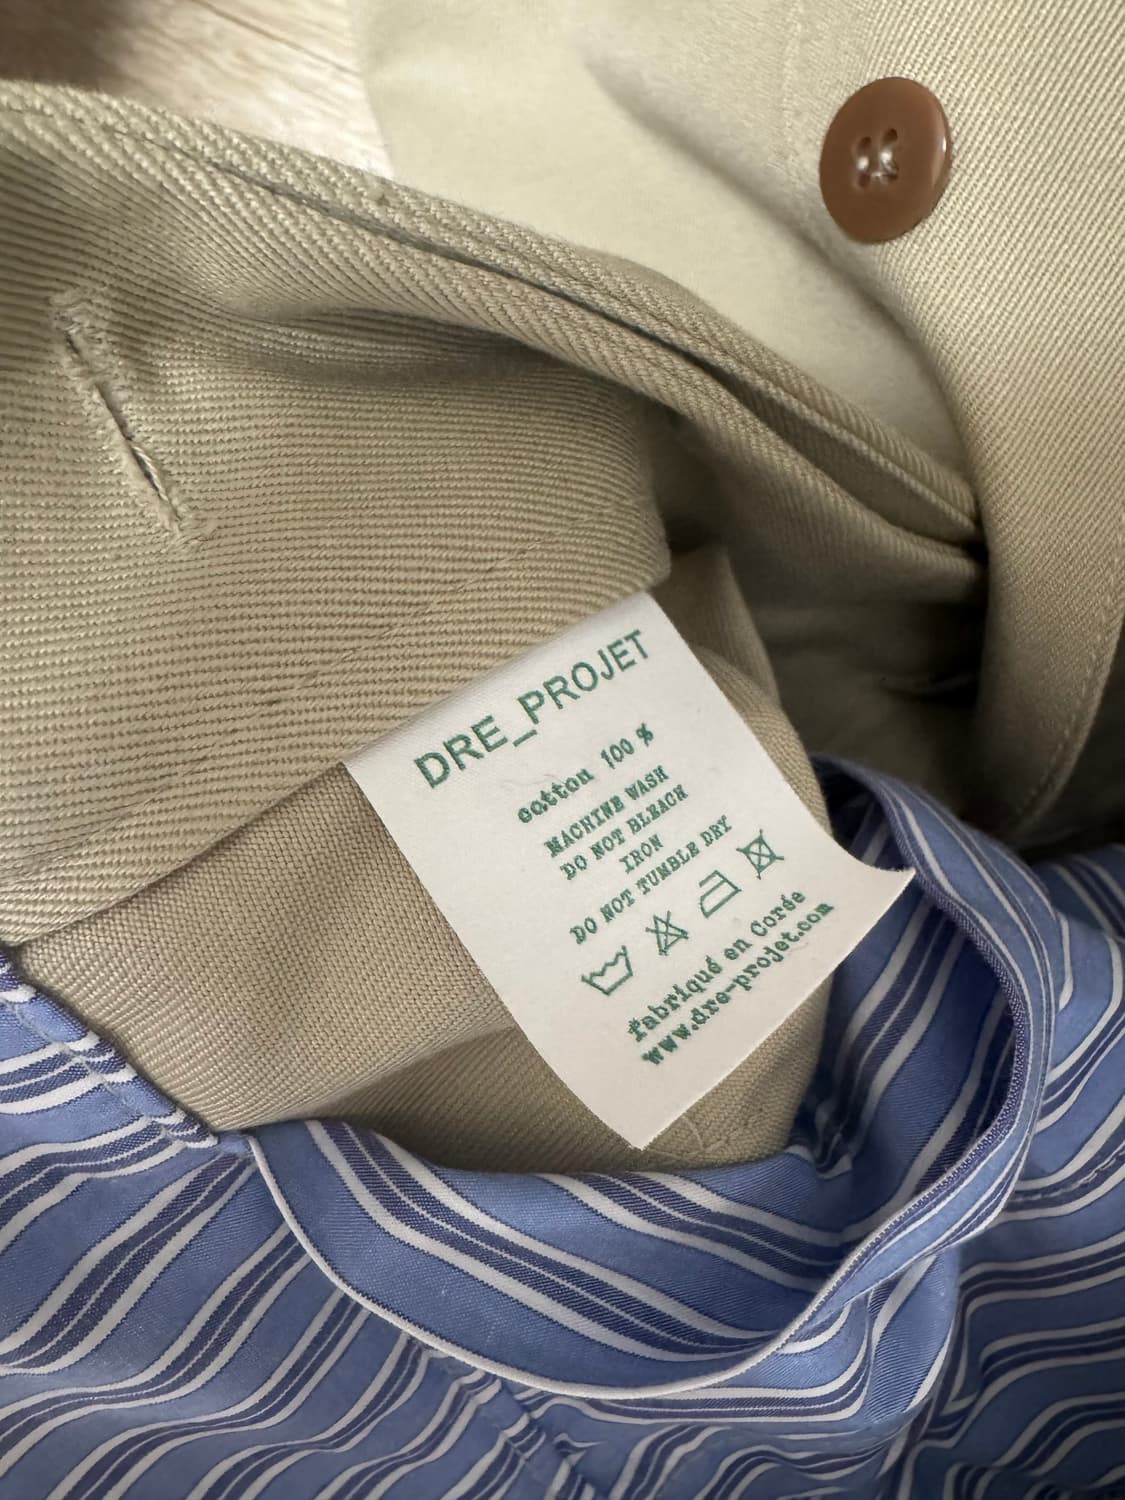 DRE_PROJET
cotton 100 %
MACHINE WASH
DO NOT BLEACH
IRON
DO NOT TUMBLE DRY
fabriqué en Corée
www.dre-projet.com